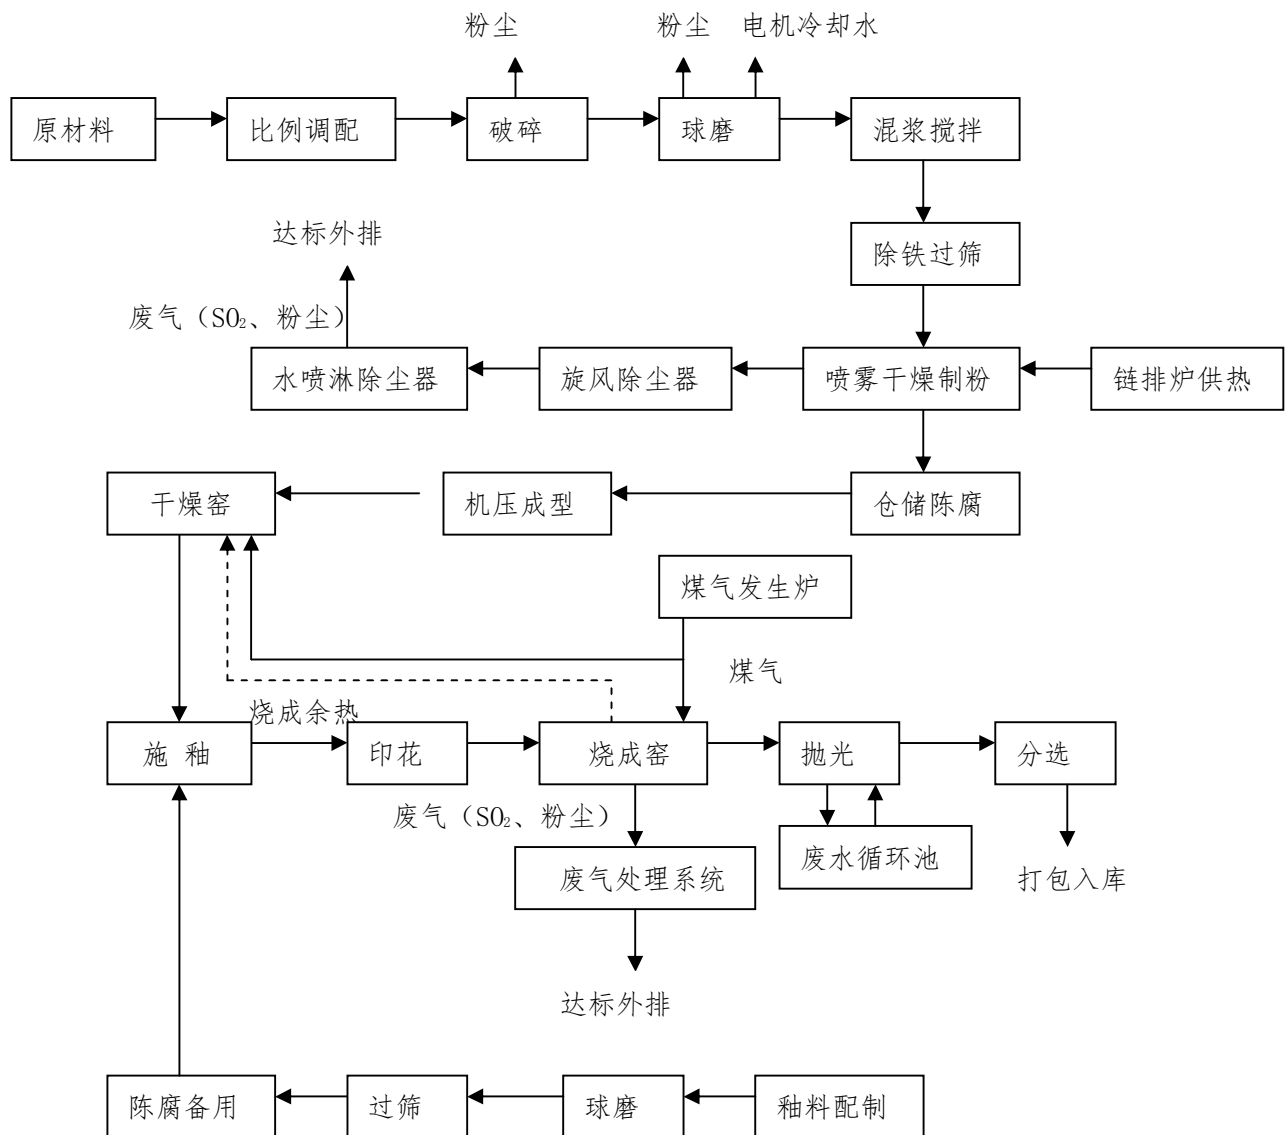 粉尘
粉尘
电机冷却水
原材料
比例调配
破碎
球磨
混浆搅拌
达标外排
除铁过筛
废气（SO₂、粉尘）
水喷淋除尘器
旋风除尘器
喷雾干燥制粉
链排炉供热
干燥窑
机压成型
仓储陈腐
煤气发生炉
煤气
烧成余热
施 釉
印花
烧成窑
抛光
分选
废气（SO₂、粉尘）
废水循环池
废气处理系统
打包入库
达标外排
陈腐备用
过筛
球磨
釉料配制